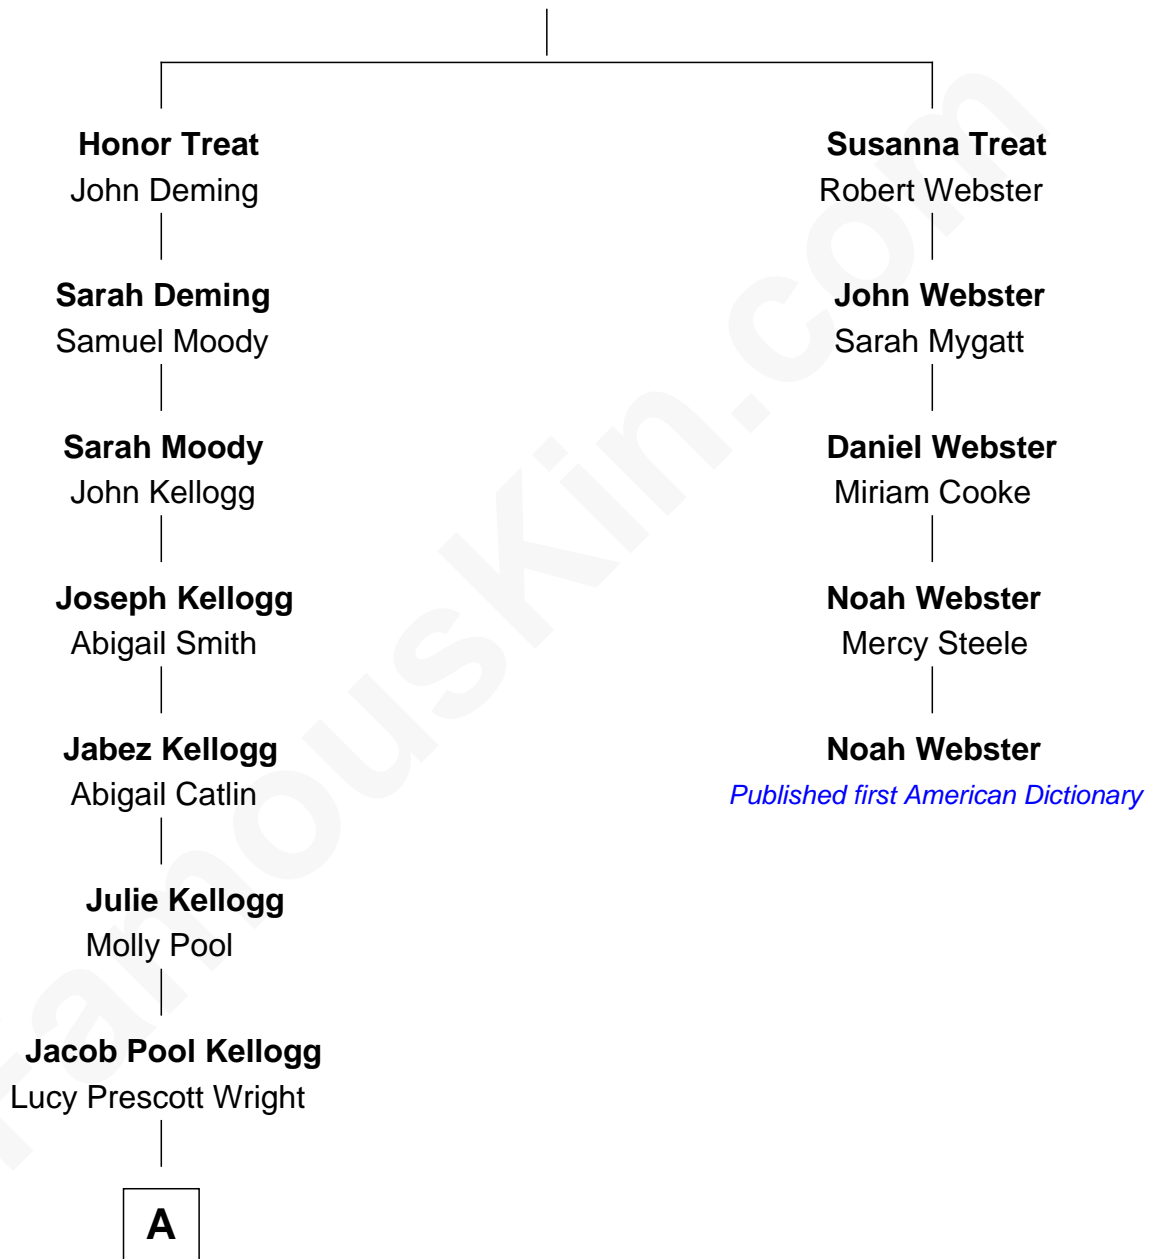 Honor Treat
John Deming
Susanna Treat
Robert Webster
Sarah Deming
Samuel Moody
John Webster
Sarah Mygatt
Sarah Moody
John Kellogg
Daniel Webster
Miriam Cooke
Joseph Kellogg
Abigail Smith
Noah Webster
Mercy Steele
Jabez Kellogg
Abigail Catlin
Noah Webster
Published first American Dictionary
Julie Kellogg
Molly Pool
Jacob Pool Kellogg
Lucy Prescott Wright
A
FamousKin.com